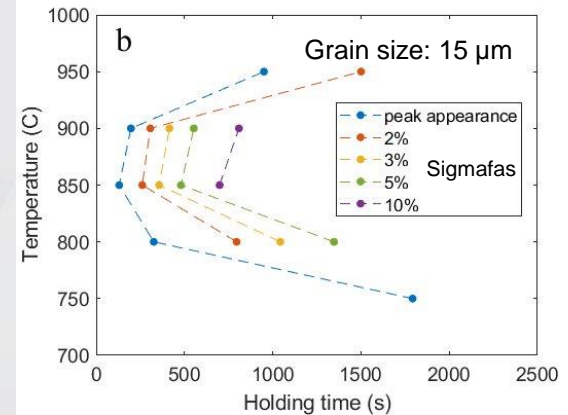 b
Grain size: 15 µm
1000
950
900
850
800
750
700
Temperature (C)
peak appearance
2%
3%
5%
10%
Sigmafas
0
500
1000
1500
2000
2500
Holding time (s)